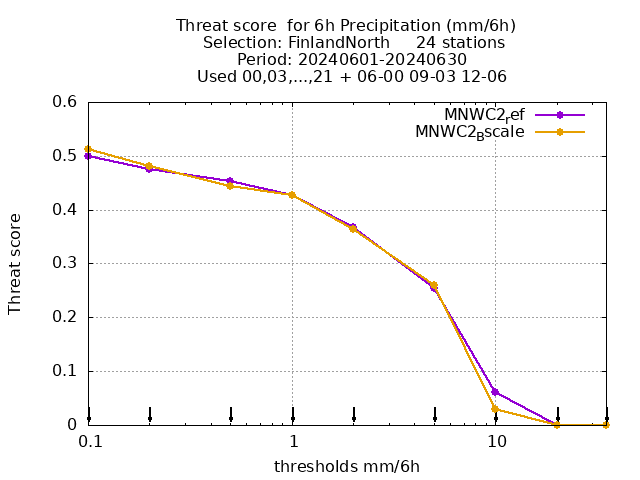 Threat score  for 6h Precipitation (mm/6h)
Selection: FinlandNorth     24 stations
Period: 20240601-20240630
Used 00,03,...,21 + 06-00 09-03 12-06
MNWC2ref
MNWC2Bscale
0.6
0.5
0.4
0.3
0.2
0.1
0
Threat score
0.1 1 10
thresholds mm/6h